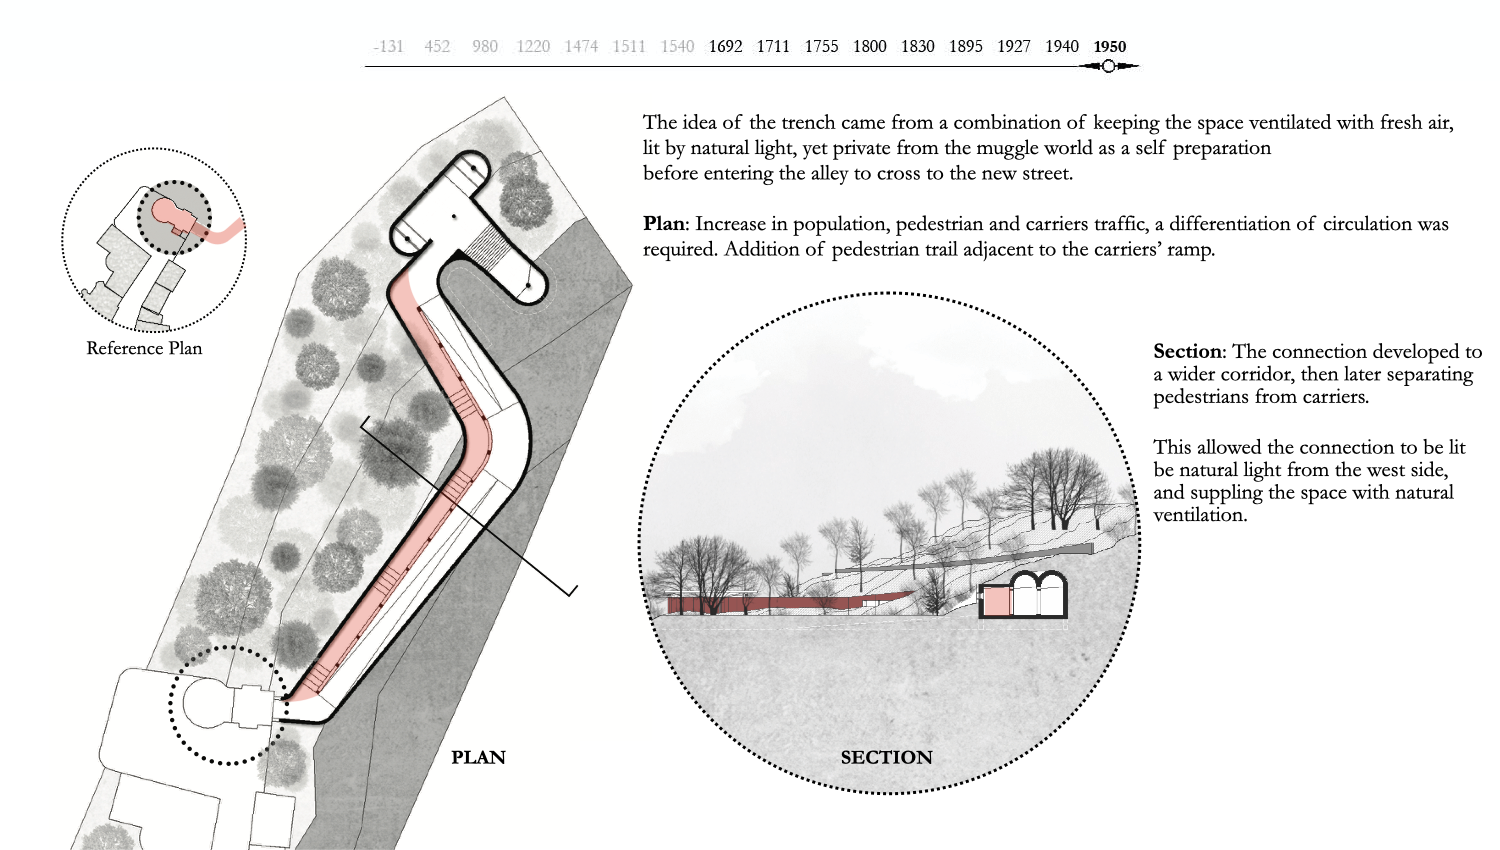 -131 452 980 1220 1474 1511 1540 1692 1711 1755 1800 1830 1895 1927 1940 1950
The idea of the trench came from a combination of keeping the space ventilated with fresh air,
lit by natural light, yet private from the muggle world as a self preparation
before entering the alley to cross to the new street.
Plan: Increase in population, pedestrian and carriers traffic, a differentiation of circulation was
required. Addition of pedestrian trail adjacent to the carriers’ ramp.
Reference Plan
Section: The connection developed to
a wider corridor, then later separating
pedestrians from carriers.
This allowed the connection to be lit
be natural light from the west side,
and suppling the space with natural
ventilation.
PLAN
SECTION